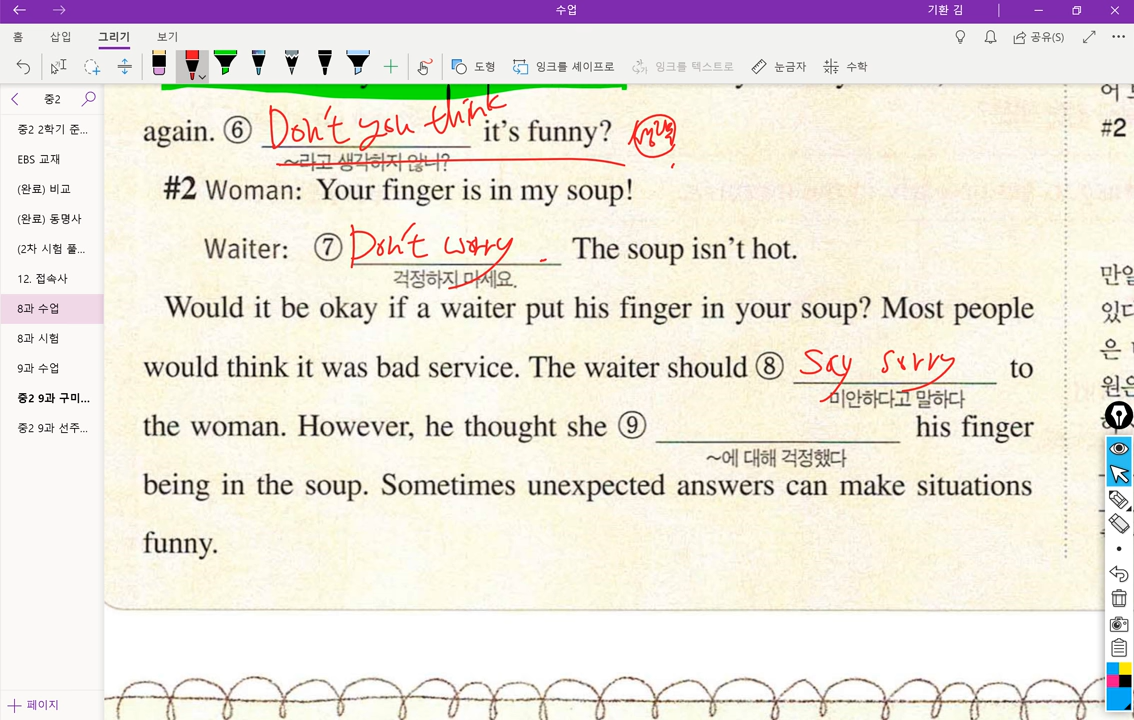 수업
기환 김
홈 삽입 그리기 보기
공유(S)
도형 잉크를 셰이프로 잉크를 텍스트로 눈금자 수학
중2
중2 2학기 준...
EBS 교재
(완료) 비교
(완료) 동명사
(2차 시험 풀...
12. 접속사
8과 수업
8과 시험
9과 수업
중2 9과 구미...
중2 9과 선주...
페이지
again. ⑥ Don't you think it's funny?
~라고 생각하지 않니?
#2 Woman: Your finger is in my soup!
Waiter: ⑦ Don't worry. The soup isn't hot.
걱정하지 마세요.
Would it be okay if a waiter put his finger in your soup? Most people
would think it was bad service. The waiter should ⑧ say sorry to
미안하다고 말하다
the woman. However, he thought she ⑨ his finger
~에 대해 걱정했다
being in the soup. Sometimes unexpected answers can make situations
funny.
#2
만일
있다
은
원은